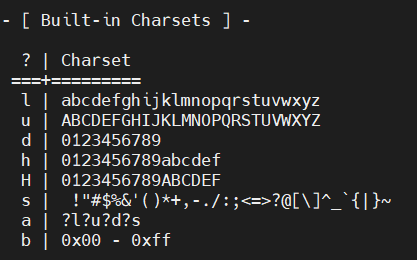 - [ Built-in Charsets ] -
? | Charset
===+=========
l | abcdefghijklmnopqrstuvwxyz
u | ABCDEFGHIJKLMNOPQRSTUVWXYZ
d | 0123456789
h | 0123456789abcdef
H | 0123456789ABCDEF
s |  !"#$%&'()*+,-./:;<=>?@[\]^_`{|}~
a | ?l?u?d?s
b | 0x00 - 0xff